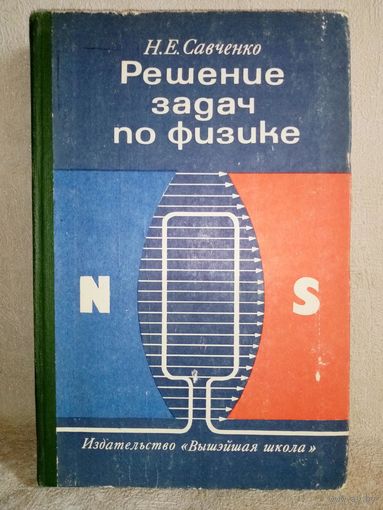 Н.Е.Савченко
Решение
задач
по физике
N
S
Издательство «Вышэйшая школа»